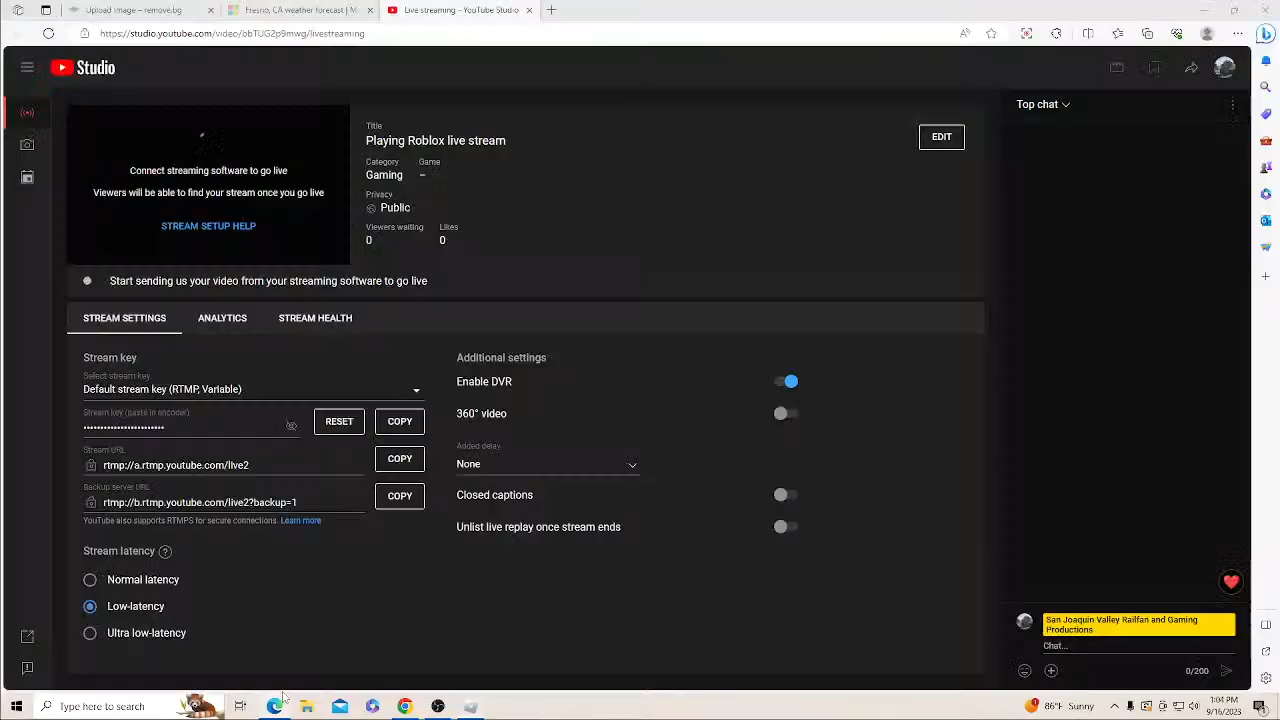 Upload Image – remove.bg
Fresno, CA weather forecast | M
Live streaming - YouTube Studio
https://studio.youtube.com/video/bbTUGZp9mwg/livestreaming
Studio
Top chat
Title
Playing Roblox live stream
EDIT
Category
Game
Gaming
–
Privacy
Public
Viewers waiting
Likes
0
0
Connect streaming software to go live
Viewers will be able to find your stream once you go live
STREAM SETUP HELP
Start sending us your video from your streaming software to go live
STREAM SETTINGS
ANALYTICS
STREAM HEALTH
Stream key
Select stream key
Default stream key (RTMP, Variable)
Stream key (paste in encoder)
••••••••••••••••••••••••
RESET
COPY
Stream URL
rtmp://a.rtmp.youtube.com/live2
COPY
Backup server URL
rtmp://b.rtmp.youtube.com/live2?backup=1
COPY
YouTube also supports RTMPS for secure connections. Learn more
Stream latency
Normal latency
Low-latency
Ultra low-latency
Additional settings
Enable DVR
360° video
Added delay
None
Closed captions
Unlist live replay once stream ends
San Joaquin Valley Railfan and Gaming
Productions
Chat...
0/200
Type here to search
86°F Sunny
1:04 PM
9/16/2023